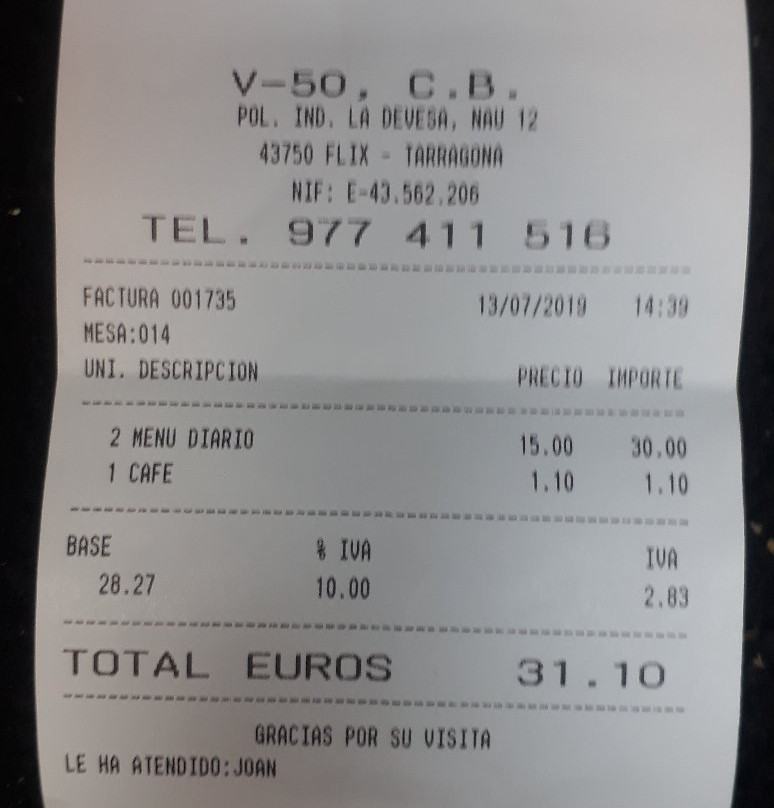 V-50, C.B.
POL. IND. LA DEVESA, NAU 12
43750 FLIX - TARRAGONA
NIF: E-43.562.206
TEL. 977 411 516
FACTURA 001735 13/07/2019 14:39
MESA:014
UNI. DESCRIPCION PRECIO IMPORTE
2 MENU DIARIO 15.00 30.00
1 CAFE 1.10 1.10
BASE % IVA IVA
28.27 10.00 2.83
TOTAL EUROS 31.10
GRACIAS POR SU VISITA
LE HA ATENDIDO:JOAN